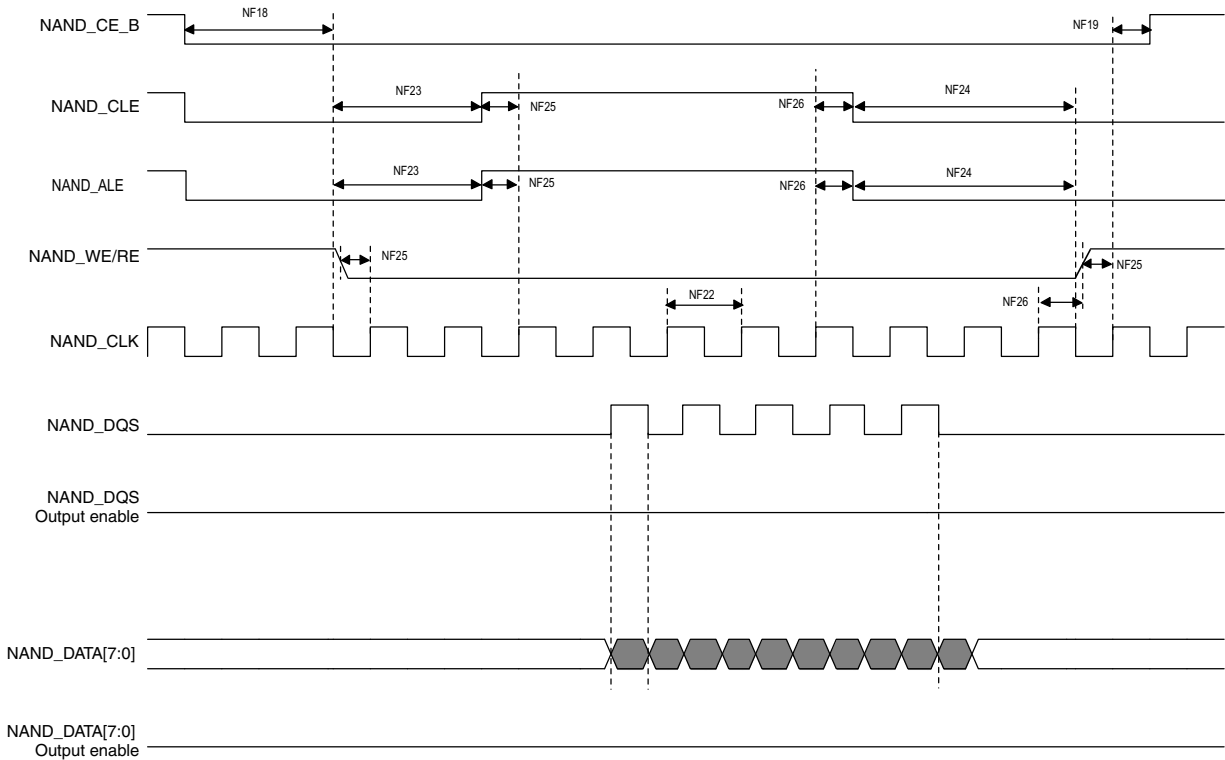 NF18
NAND_CE_B
NF19
NF23
NAND_CLE
NF25
NF26
NF24
NF23
NAND_ALE
NF25
NF26
NF24
NAND_WE/RE
NF25
NF25
NF22
NF26
NAND_CLK
NAND_DQS
NAND_DQS
Output enable
NAND_DATA[7:0]
NAND_DATA[7:0]
Output enable